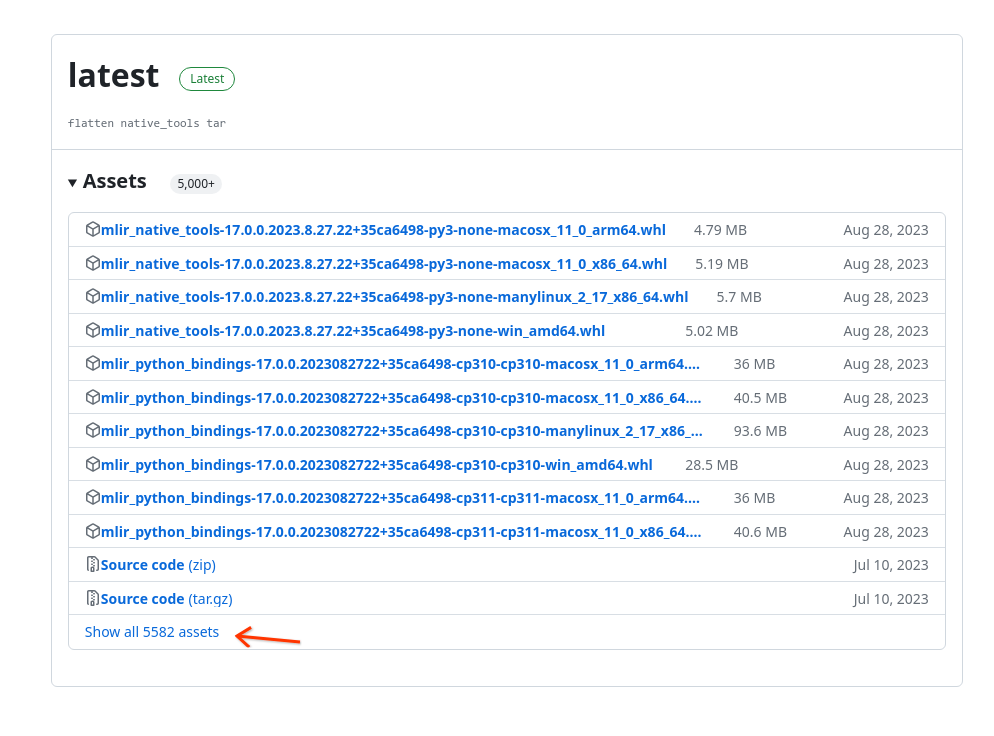 latest Latest
flatten native_tools tar
Assets 5,000+
mlir_native_tools-17.0.0.2023.8.27.22+35ca6498-py3-none-macosx_11_0_arm64.whl 4.79 MB Aug 28, 2023
mlir_native_tools-17.0.0.2023.8.27.22+35ca6498-py3-none-macosx_11_0_x86_64.whl 5.19 MB Aug 28, 2023
mlir_native_tools-17.0.0.2023.8.27.22+35ca6498-py3-none-manylinux_2_17_x86_64.whl 5.7 MB Aug 28, 2023
mlir_native_tools-17.0.0.2023.8.27.22+35ca6498-py3-none-win_amd64.whl 5.02 MB Aug 28, 2023
mlir_python_bindings-17.0.0.2023082722+35ca6498-cp310-cp310-macosx_11_0_arm64.... 36 MB Aug 28, 2023
mlir_python_bindings-17.0.0.2023082722+35ca6498-cp310-cp310-macosx_11_0_x86_64.... 40.5 MB Aug 28, 2023
mlir_python_bindings-17.0.0.2023082722+35ca6498-cp310-cp310-manylinux_2_17_x86_... 93.6 MB Aug 28, 2023
mlir_python_bindings-17.0.0.2023082722+35ca6498-cp310-cp310-win_amd64.whl 28.5 MB Aug 28, 2023
mlir_python_bindings-17.0.0.2023082722+35ca6498-cp311-cp311-macosx_11_0_arm64.... 36 MB Aug 28, 2023
mlir_python_bindings-17.0.0.2023082722+35ca6498-cp311-cp311-macosx_11_0_x86_64.... 40.6 MB Aug 28, 2023
Source code (zip) Jul 10, 2023
Source code (tar.gz) Jul 10, 2023
Show all 5582 assets